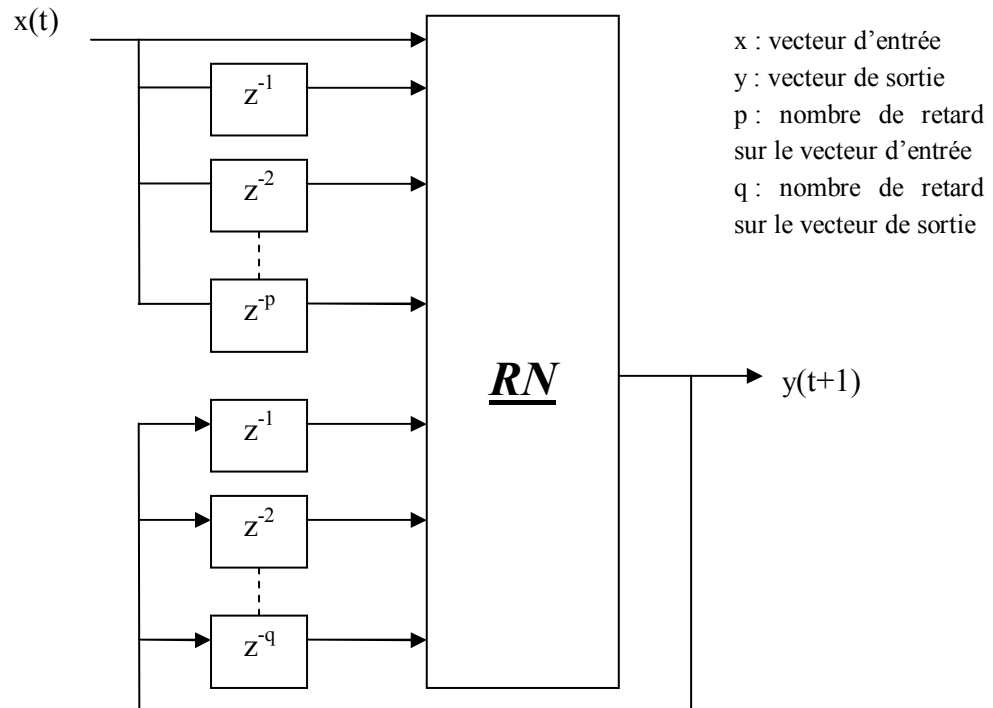 x(t)
z-1
z-2
z-p
z-1
z-2
z-q
RN
y(t+1)
x : vecteur d’entrée
y : vecteur de sortie
p : nombre de retard
sur le vecteur d'entrée
q : nombre de retard
sur le vecteur de sortie